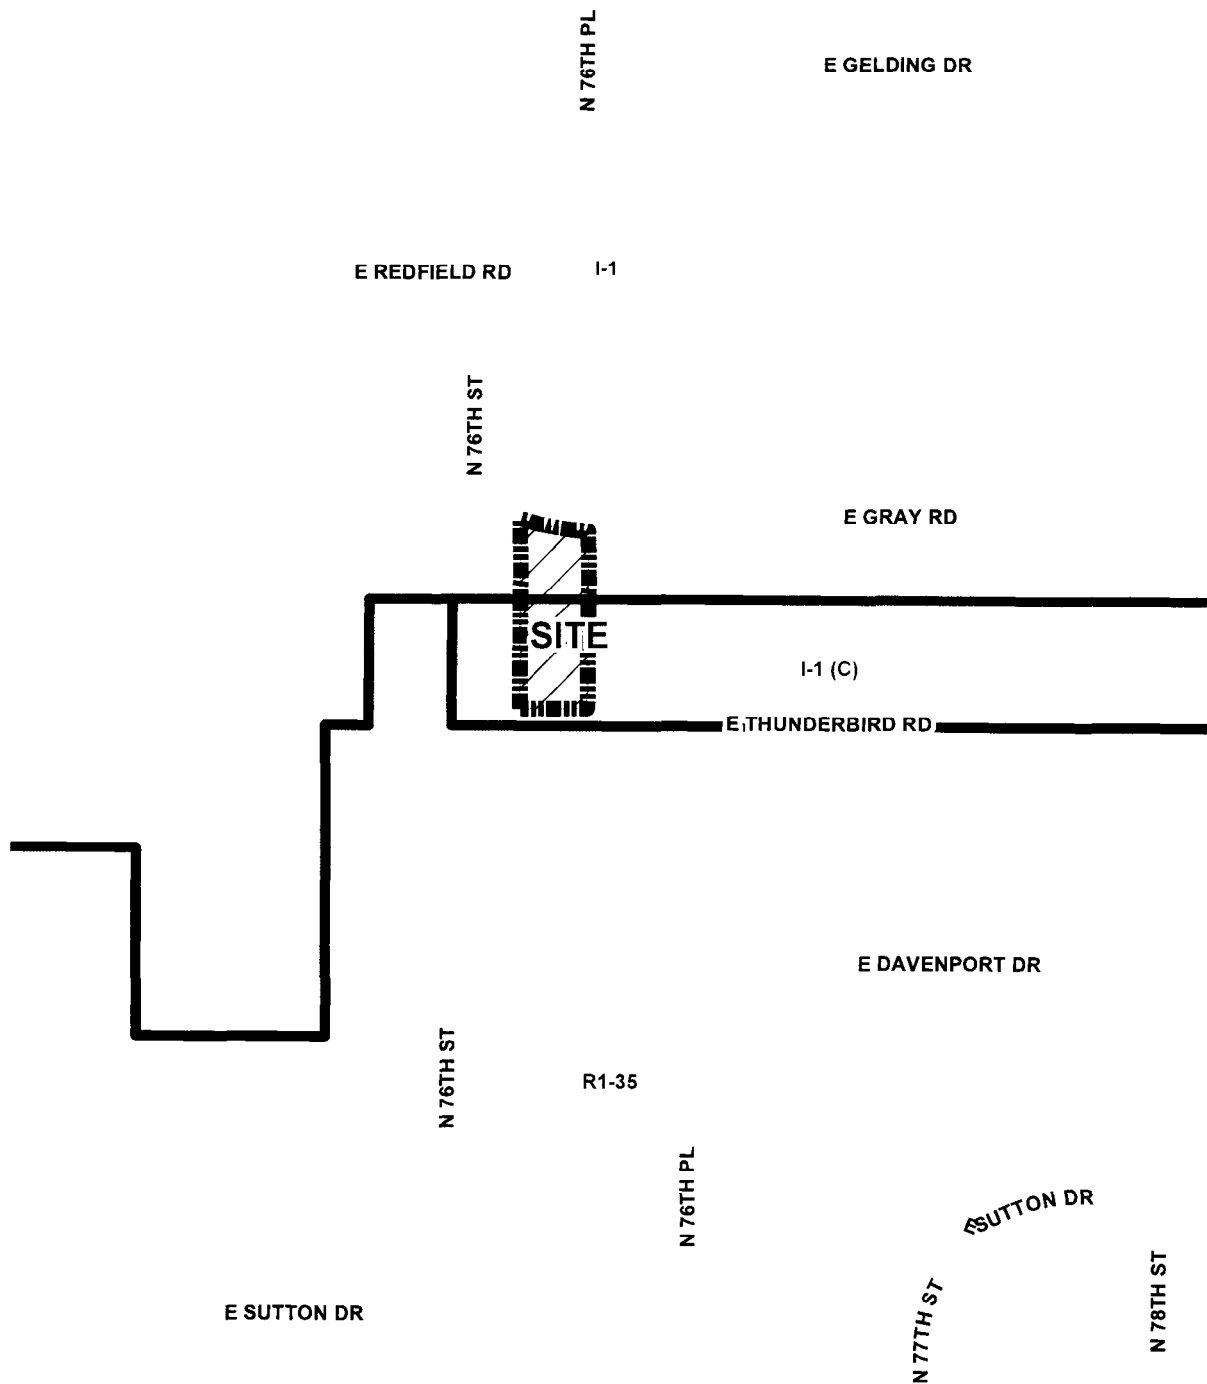 N 76TH PL
E GELDING DR
E REDFIELD RD
I-1
N 76TH ST
E GRAY RD
SITE
I-1 (C)
E THUNDERBIRD RD
E DAVENPORT DR
N 76TH ST
R1-35
N 76TH PL
E SUTTON DR
N 78TH ST
N 77TH ST
E SUTTON DR